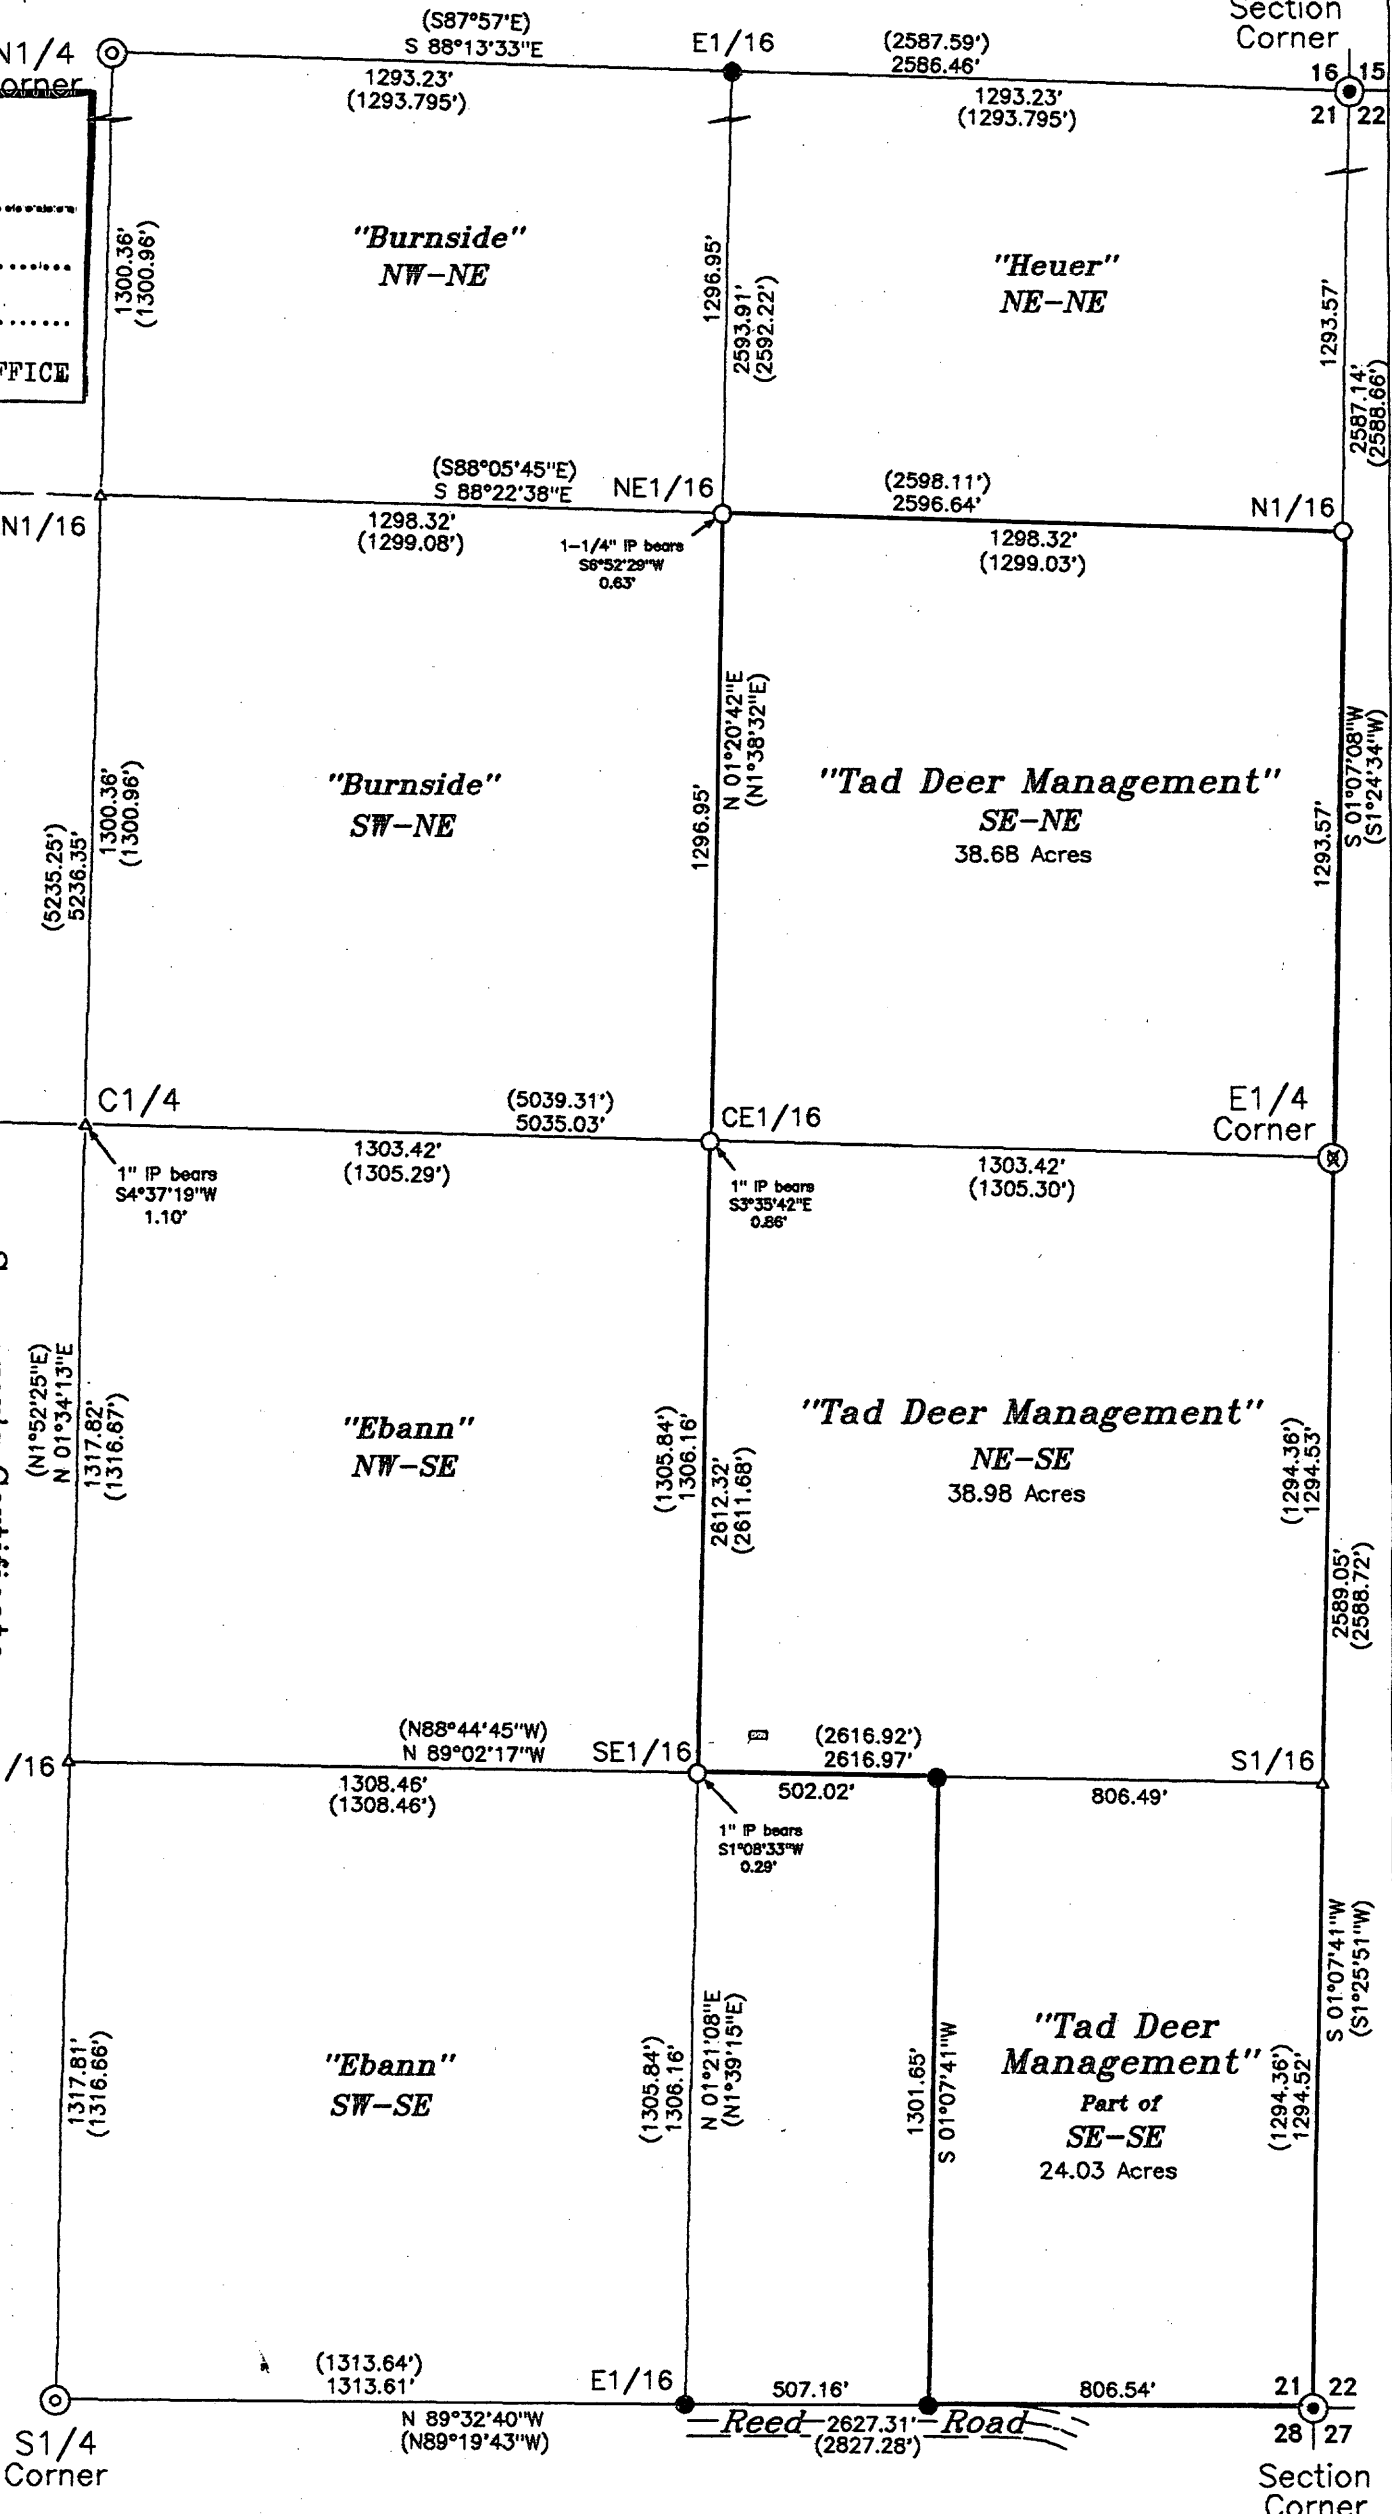 Section
Corner
N1/4
orner
(S87°57'E)
S 88°13'33"E
1293.23'
(1293.795')
E1/16
(2587.59')
2586.46'
1293.23'
(1293.795')
16 15
21 22
FFICE
1300.36'
(1300.96')
"Burnside"
NW-NE
1296.95'
2593.91'
(2592.22')
"Heuer"
NE-NE
1293.57'
2587.14'
(2588.66')
N1/16
(S88°05'45"E)
S 88°22'38"E
1298.32'
(1299.08')
NE1/16
1-1/4" IP bears
S6°52'29"W
0.63'
(2598.11')
2596.64'
1298.32'
(1299.03')
N1/16
(5235.25')
5236.35'
1300.36'
(1300.96')
"Burnside"
SW-NE
1296.95'
N 01°20'42"E
(N1°38'32"E)
"Tad Deer Management"
SE-NE
38.68 Acres
1293.57'
S 01°07'08"W
(S1°24'34"W)
C1/4
1" IP bears
S4°37'19"W
1.10'
(5039.31')
5035.03'
1303.42'
(1305.29')
CE1/16
1" IP bears
S3°35'42"E
0.86'
1303.42'
(1305.30')
E1/4
Corner
(N1°52'25"E)
N 01°34'13"E
1317.82'
(1316.87')
"Ebann"
NW-SE
(1305.84')
1306.16'
2612.32'
(2611.68')
"Tad Deer Management"
NE-SE
38.98 Acres
(1294.36')
1294.53'
2589.05'
(2588.72')
/16
(N88°44'45"W)
N 89°02'17"W
1308.46'
(1308.46')
SE1/16
1" IP bears
S1°08'33"W
0.29'
(2616.92')
2616.97'
502.02'
806.49'
S1/16
1317.81'
(1316.66')
"Ebann"
SW-SE
(1305.84')
1306.16'
N 01°21'08"E
(N1°39'15"E)
1301.65'
S 01°07'41"W
"Tad Deer
Management"
Part of
SE-SE
24.03 Acres
(1294.36')
1294.52'
S 01°07'41"W
(S1°25'51"W)
S1/4
Corner
(1313.64')
1313.61'
N 89°32'40"W
(N89°19'43"W)
E1/16
507.16'
806.54'
Reed 2627.31' Road
(2827.28')
21 22
28 27
Section
Corner